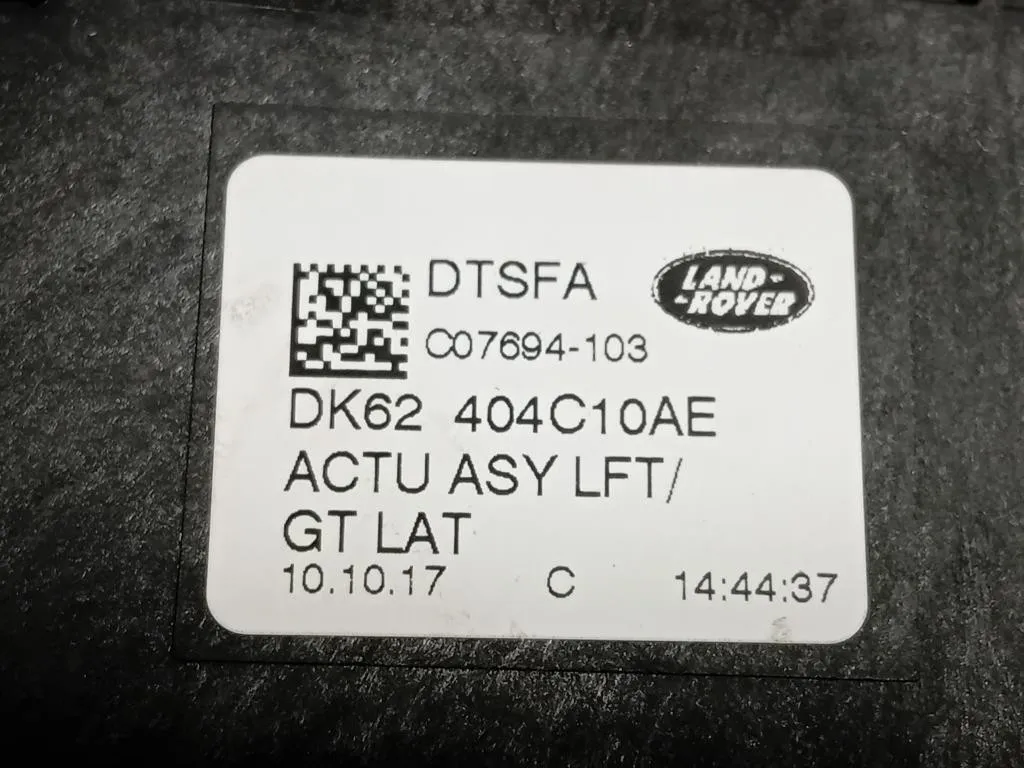 DTSFA
LAND-
-ROVER
C07694-103
DK62 404C10AE
ACTU ASY LFT/
GT LAT
10.10.17 C 14:44:37